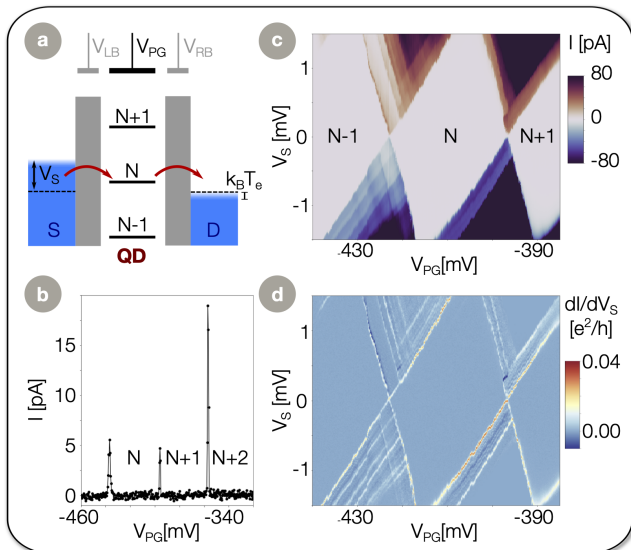 a
V_LB
V_PG
V_RB
N+1
V_S
N
k_BT_e
N-1
S
D
QD
b
I [pA]
15
10
5
0
N
N+1
N+2
-460
-340
V_PG[mV]
c
I [pA]
80
0
-80
V_S [mV]
1
0
-1
N-1
N
N+1
-430
-390
V_PG[mV]
d
dI/dV_S
[e²/h]
0.04
0.00
V_S [mV]
1
0
-1
-430
-390
V_PG[mV]